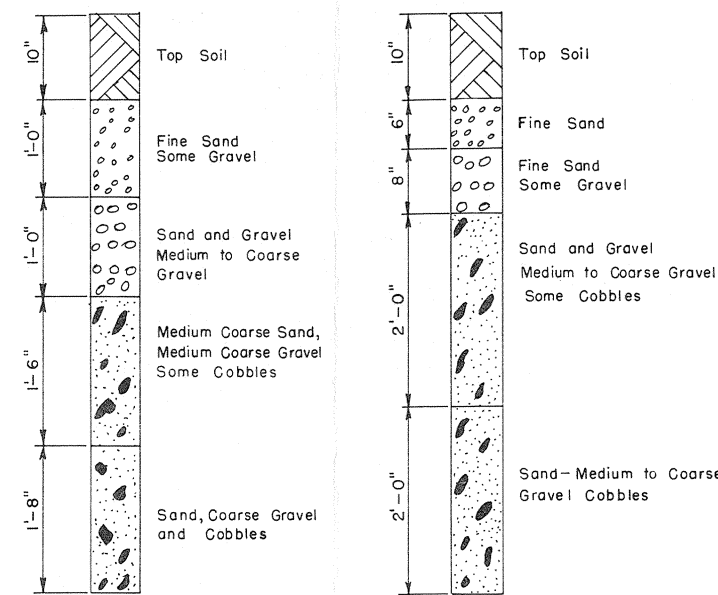 10"
Top Soil
1'-0"
Fine Sand
Some Gravel
1'-0"
Sand and Gravel
Medium to Coarse
Gravel
1'-6"
Medium Coarse Sand,
Medium Coarse Gravel
Some Cobbles
1'-8"
Sand, Coarse Gravel
and Cobbles
10"
Top Soil
6"
Fine Sand
8"
Fine Sand
Some Gravel
2'-0"
Sand and Gravel
Medium to Coarse Gravel
Some Cobbles
2'-0"
Sand-Medium to Coarse
Gravel Cobbles